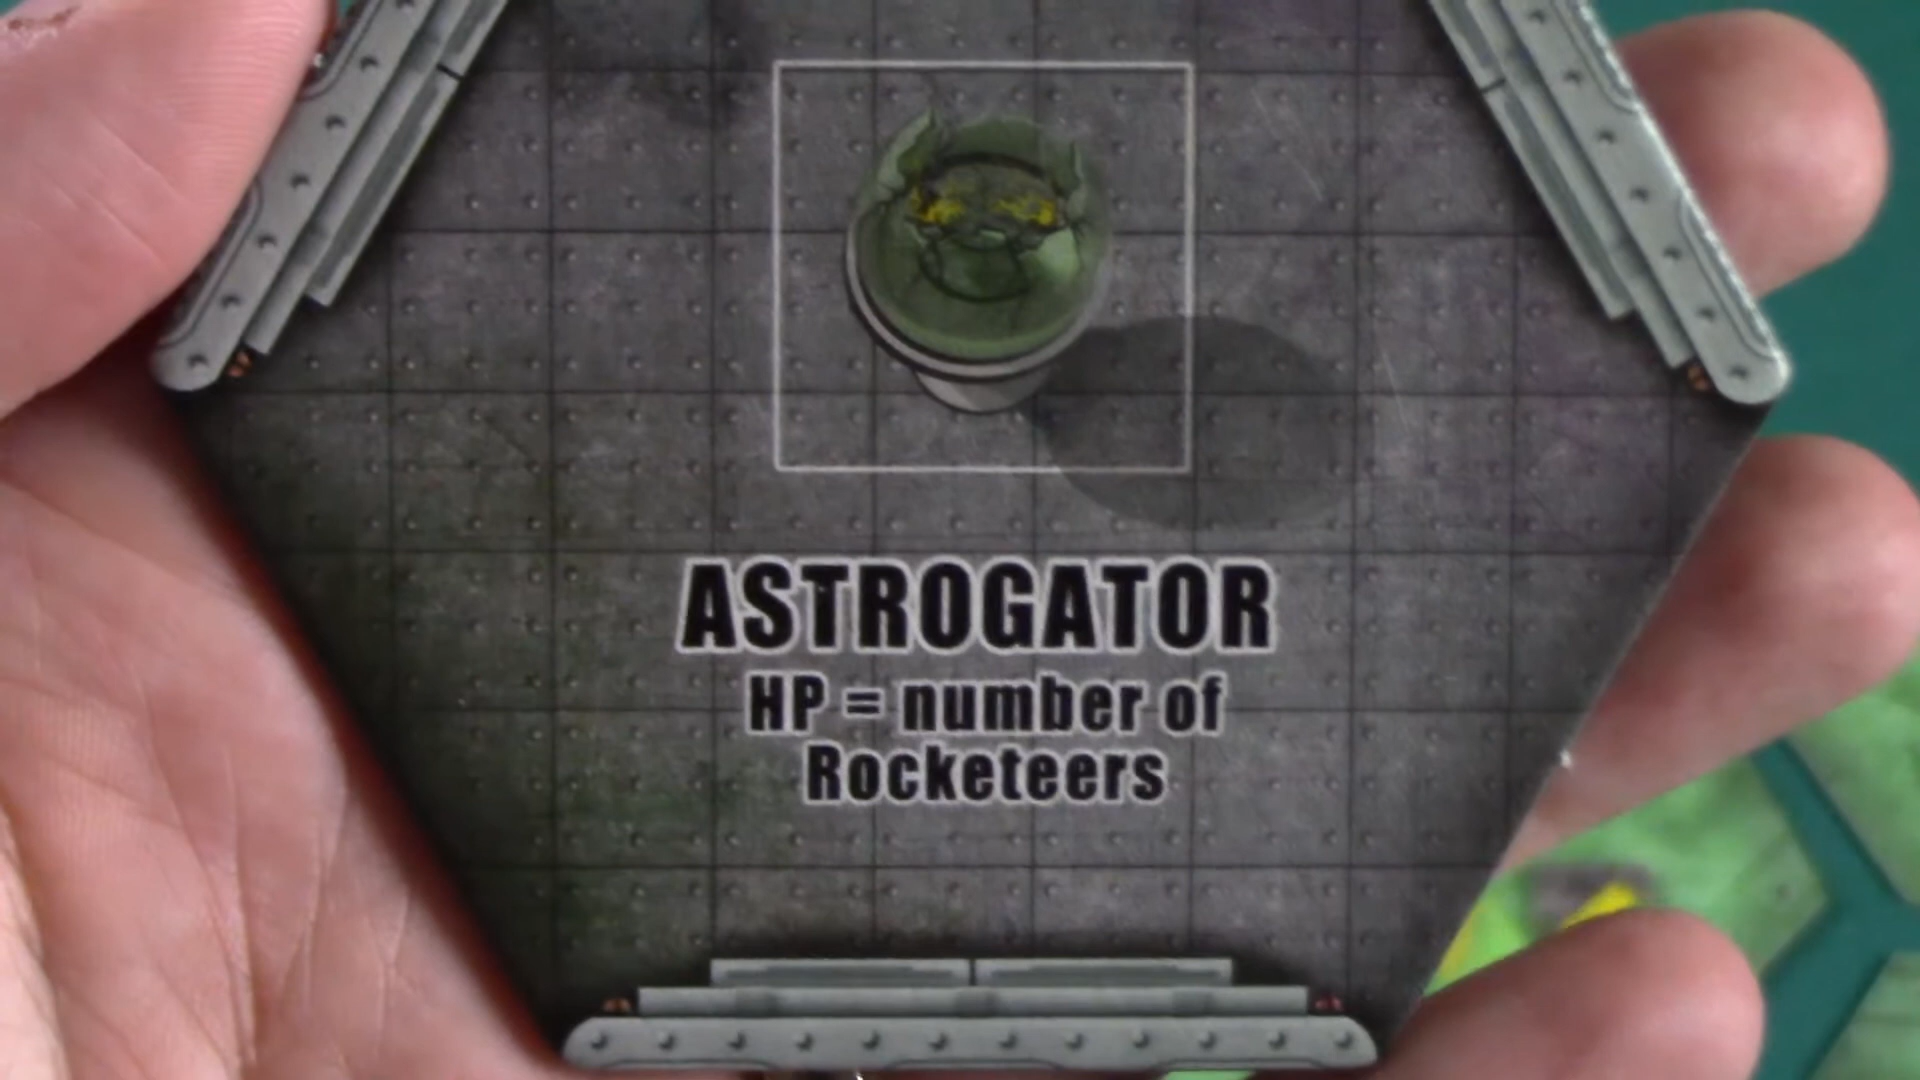 ASTROGATOR
HP = number of
Rocketeers